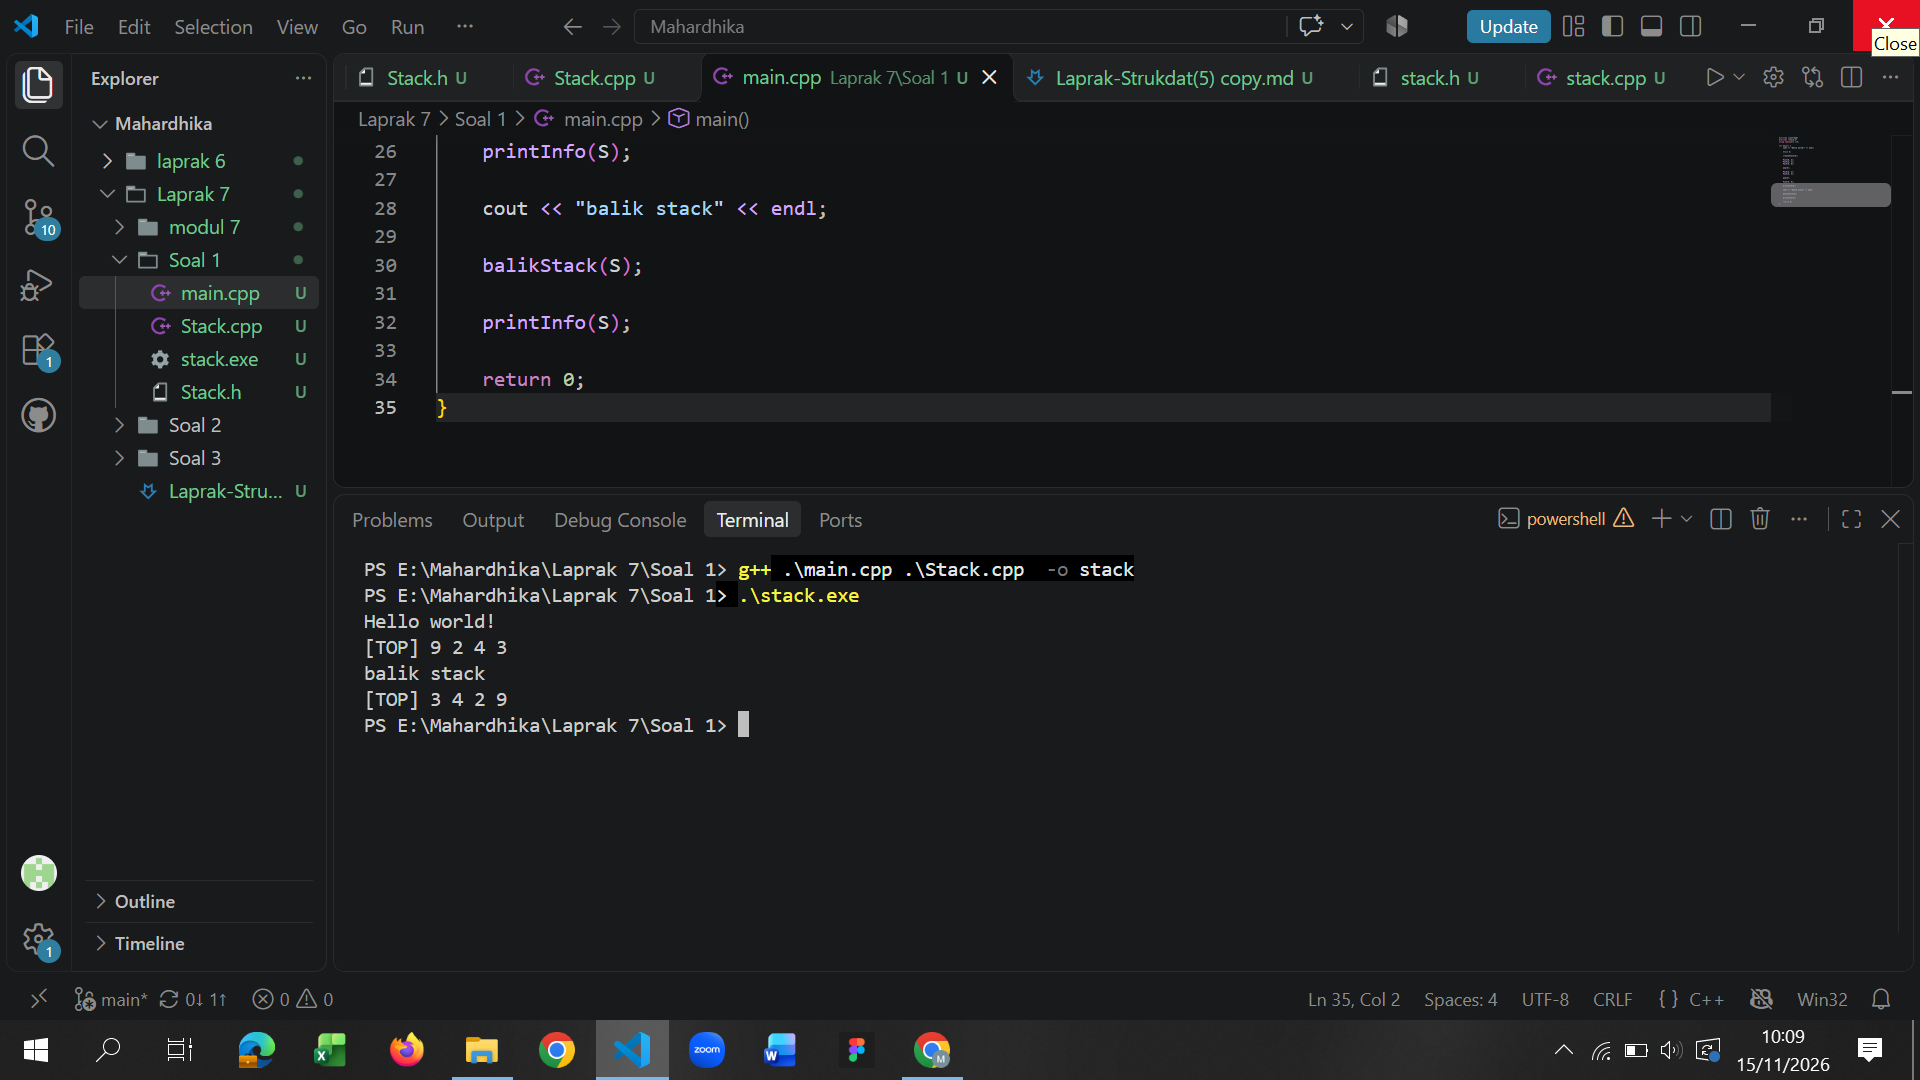 File Edit Selection View Go Run ··· Mahardhika Update
Close
Explorer ···
Stack.h U Stack.cpp U main.cpp Laprak 7\Soal 1 U Laprak-Strukdat(5) copy.md U stack.h U stack.cpp U
Laprak 7 > Soal 1 > main.cpp > main()
Mahardhika
laprak 6
Laprak 7
modul 7
Soal 1
main.cpp U
Stack.cpp U
stack.exe U
Stack.h U
Soal 2
Soal 3
Laprak-Stru... U
10
1
Outline
Timeline
1
26 printInfo(S);
27
28 cout << "balik stack" << endl;
29
30 balikStack(S);
31
32 printInfo(S);
33
34 return 0;
35 }
Problems Output Debug Console Terminal Ports powershell
PS E:\Mahardhika\Laprak 7\Soal 1> g++ .\main.cpp .\Stack.cpp  -o stack
PS E:\Mahardhika\Laprak 7\Soal 1> .\stack.exe
Hello world!
[TOP] 9 2 4 3
balik stack
[TOP] 3 4 2 9
PS E:\Mahardhika\Laprak 7\Soal 1>
main* 0↓ 1↑ 0 0 Ln 35, Col 2 Spaces: 4 UTF-8 CRLF {} C++ Win32
zoom
10:09
15/11/2026